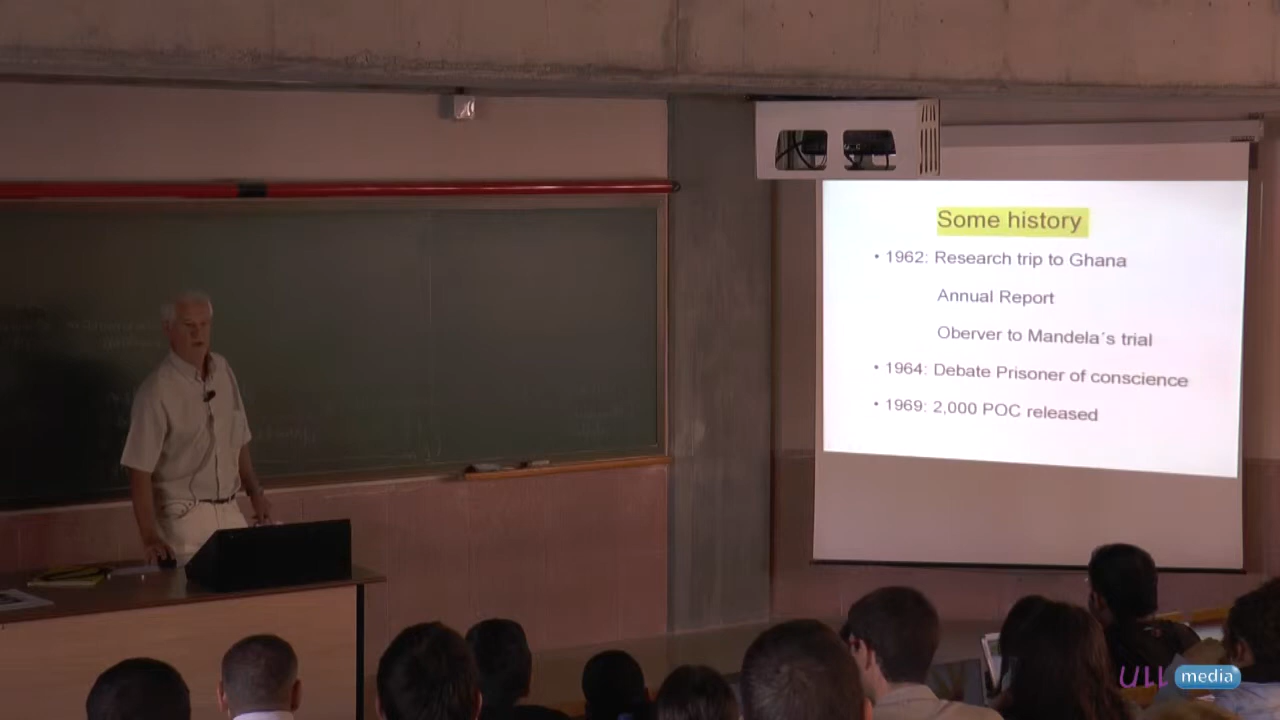 Some history
• 1962: Research trip to Ghana
Annual Report
Oberver to Mandela´s trial
• 1964: Debate Prisoner of conscience
• 1969: 2,000 POC released
ULL media